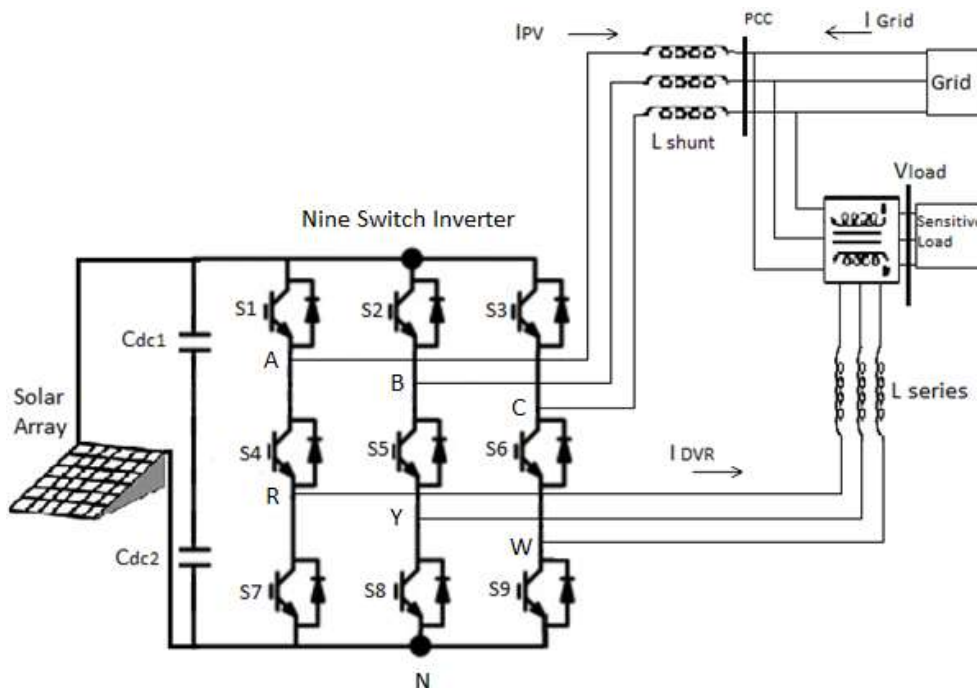 IPV
PCC
I Grid
Grid
L shunt
Vload
Sensitive
Load
Nine Switch Inverter
S1
S2
S3
Cdc1
A
B
C
L series
Solar
Array
S4
S5
S6
I DVR
R
Y
W
Cdc2
S7
S8
S9
N